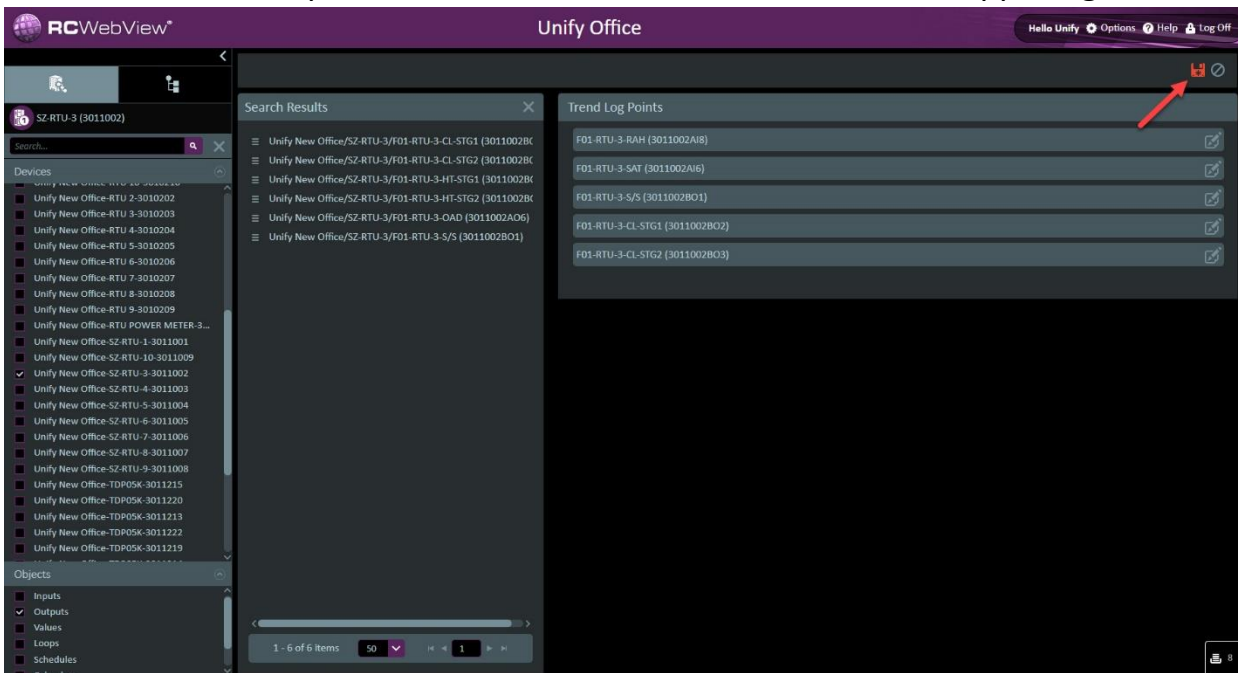 RCWebView
Unify Office
Hello Unify Options Help Log Off
SZ-RTU-3 (3011002)
Search...
Devices
Unify New Office-RTU 2-3010202
Unify New Office-RTU 3-3010203
Unify New Office-RTU 4-3010204
Unify New Office-RTU 5-3010205
Unify New Office-RTU 6-3010206
Unify New Office-RTU 7-3010207
Unify New Office-RTU 8-3010208
Unify New Office-RTU 9-3010209
Unify New Office-RTU POWER METER-3...
Unify New Office-SZ-RTU-1-3011001
Unify New Office-SZ-RTU-10-3011009
Unify New Office-SZ-RTU-3-3011002
Unify New Office-SZ-RTU-4-3011003
Unify New Office-SZ-RTU-5-3011004
Unify New Office-SZ-RTU-6-3011005
Unify New Office-SZ-RTU-7-3011006
Unify New Office-SZ-RTU-8-3011007
Unify New Office-SZ-RTU-9-3011008
Unify New Office-TDP05K-3011215
Unify New Office-TDP05K-3011220
Unify New Office-TDP05K-3011213
Unify New Office-TDP05K-3011222
Unify New Office-TDP05K-3011219
Objects
Inputs
Outputs
Values
Loops
Schedules
Search Results
Unify New Office/SZ-RTU-3/F01-RTU-3-CL-STG1 (3011002B
Unify New Office/SZ-RTU-3/F01-RTU-3-CL-STG2 (3011002B
Unify New Office/SZ-RTU-3/F01-RTU-3-HT-STG1 (3011002B
Unify New Office/SZ-RTU-3/F01-RTU-3-HT-STG2 (3011002B
Unify New Office/SZ-RTU-3/F01-RTU-3-OAD (3011002AO6)
Unify New Office/SZ-RTU-3/F01-RTU-3-S/S (3011002BO1)
1 - 6 of 6 items 50 1
Trend Log Points
F01-RTU-3-RAH (3011002AI8)
F01-RTU-3-SAT (3011002AI6)
F01-RTU-3-S/S (3011002BO1)
F01-RTU-3-CL-STG1 (3011002BO2)
F01-RTU-3-CL-STG2 (3011002BO3)
8